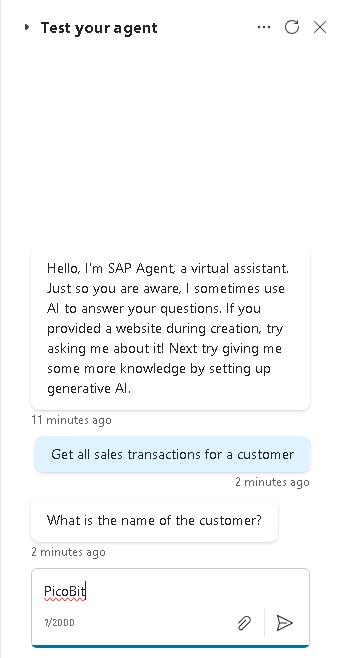 Test your agent
Hello, I'm SAP Agent, a virtual assistant.
Just so you are aware, I sometimes use
AI to answer your questions. If you
provided a website during creation, try
asking me about it! Next try giving me
some more knowledge by setting up
generative AI.
11 minutes ago
Get all sales transactions for a customer
2 minutes ago
What is the name of the customer?
2 minutes ago
PicoBit
7/2000